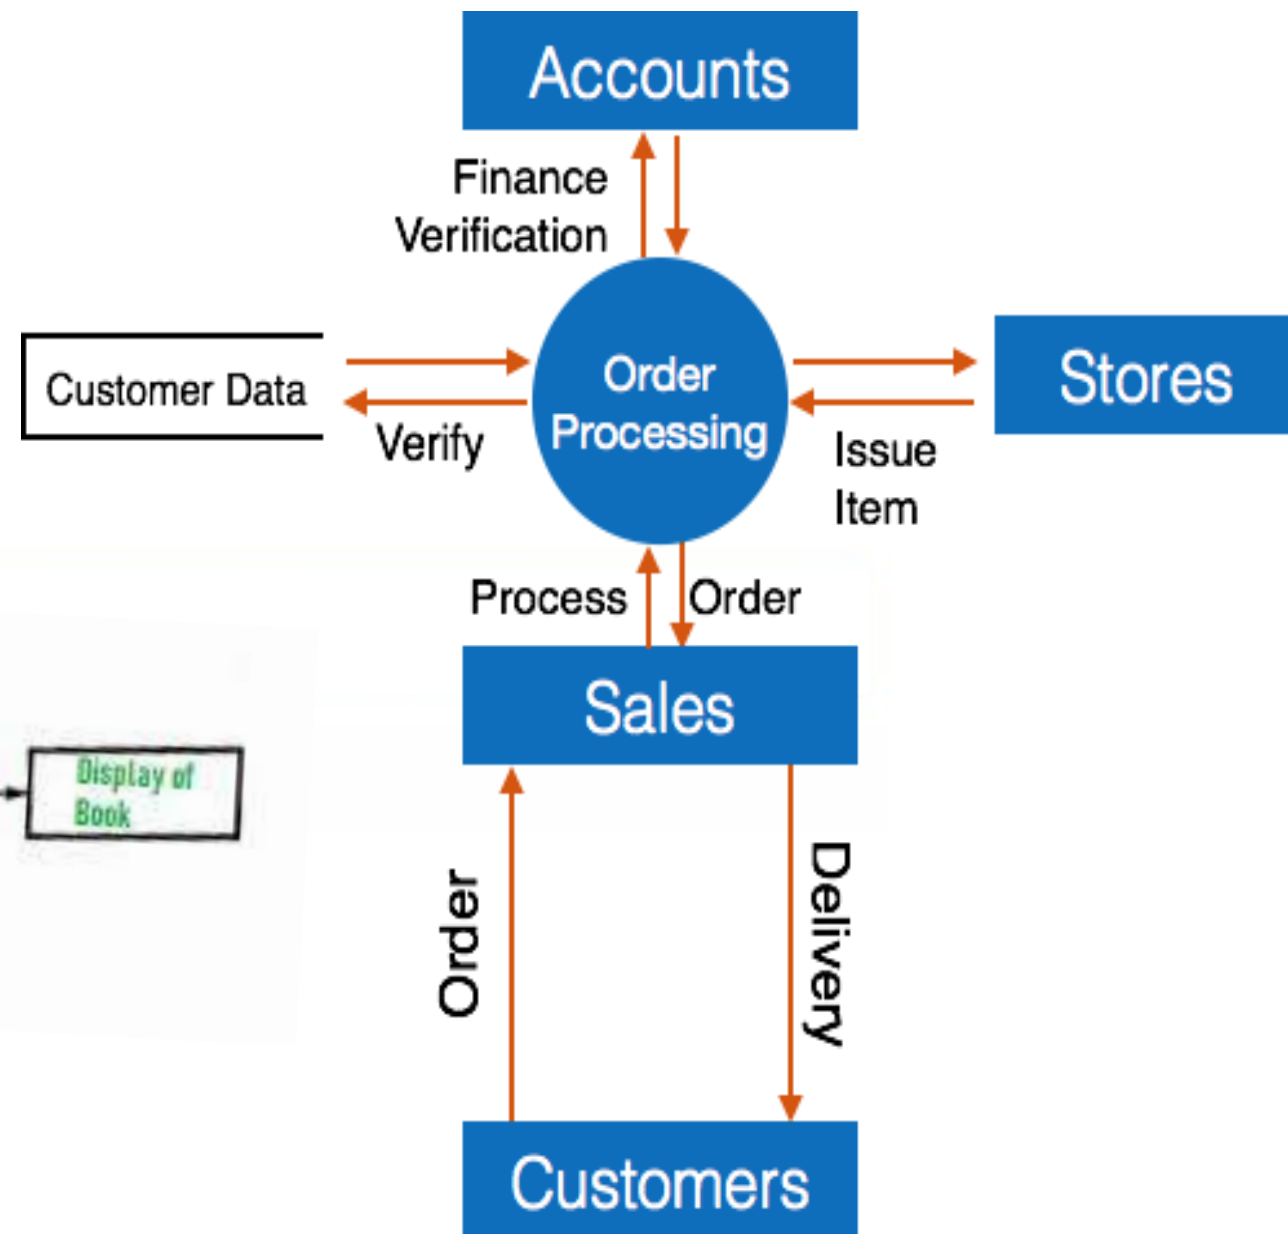 Accounts
Finance
Verification
Customer Data
Order
Processing
Stores
Verify
Issue
Item
Process
Order
Sales
Display of
Book
Order
Delivery
Customers